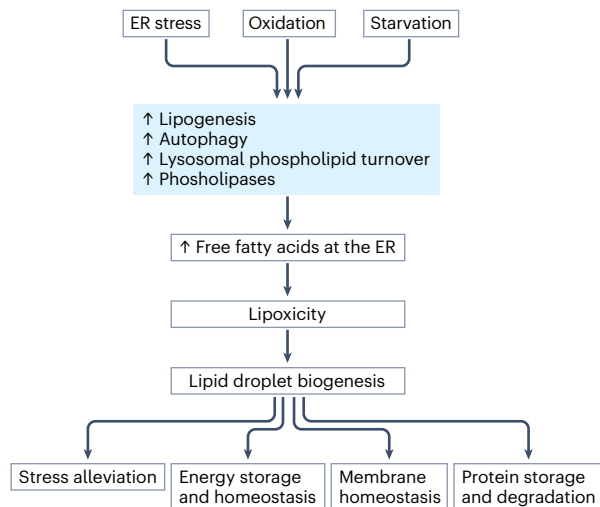 ER stress
Oxidation
Starvation
↑ Lipogenesis
↑ Autophagy
↑ Lysosomal phospholipid turnover
↑ Phosholipases
↑ Free fatty acids at the ER
Lipoxicity
Lipid droplet biogenesis
Stress alleviation
Energy storage
and homeostasis
Membrane
homeostasis
Protein storage
and degradation